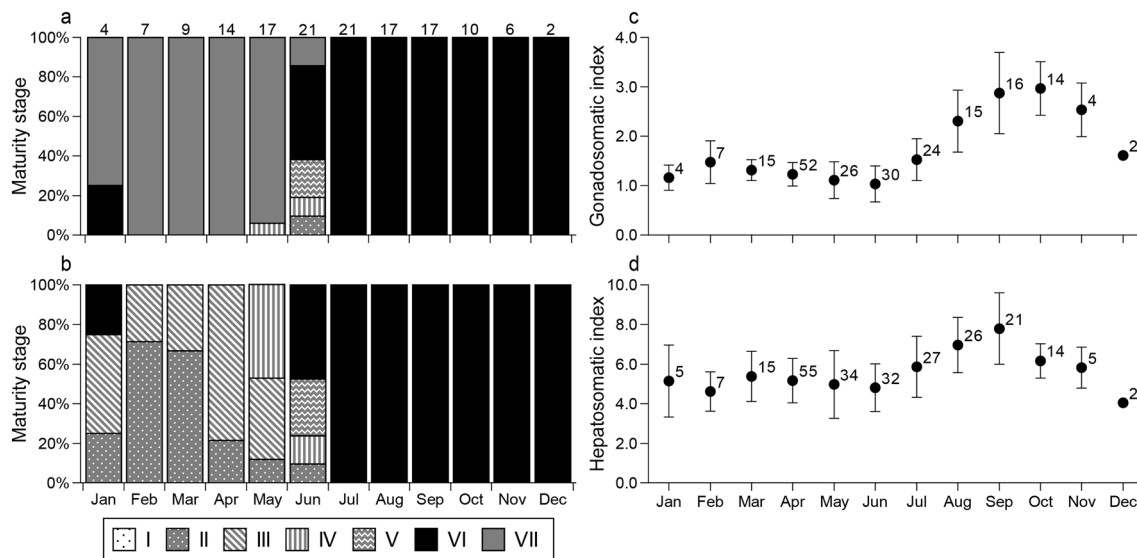 a
4 7 9 14 17 21 21 17 17 10 6 2
100%
80%
60%
40%
20%
0%
Maturity stage
b
100%
80%
60%
40%
20%
0%
Maturity stage
Jan Feb Mar Apr May Jun Jul Aug Sep Oct Nov Dec
I II III IV V VI VII
c
4.0
3.0
2.0
1.0
0.0
Gonadosomatic index
4 7 15 52 26 30 24 15 16 14 4 2
d
10.0
8.0
6.0
4.0
2.0
0.0
Hepatosomatic index
5 7 15 55 34 32 27 26 21 14 5 2
Jan Feb Mar Apr May Jun Jul Aug Sep Oct Nov Dec